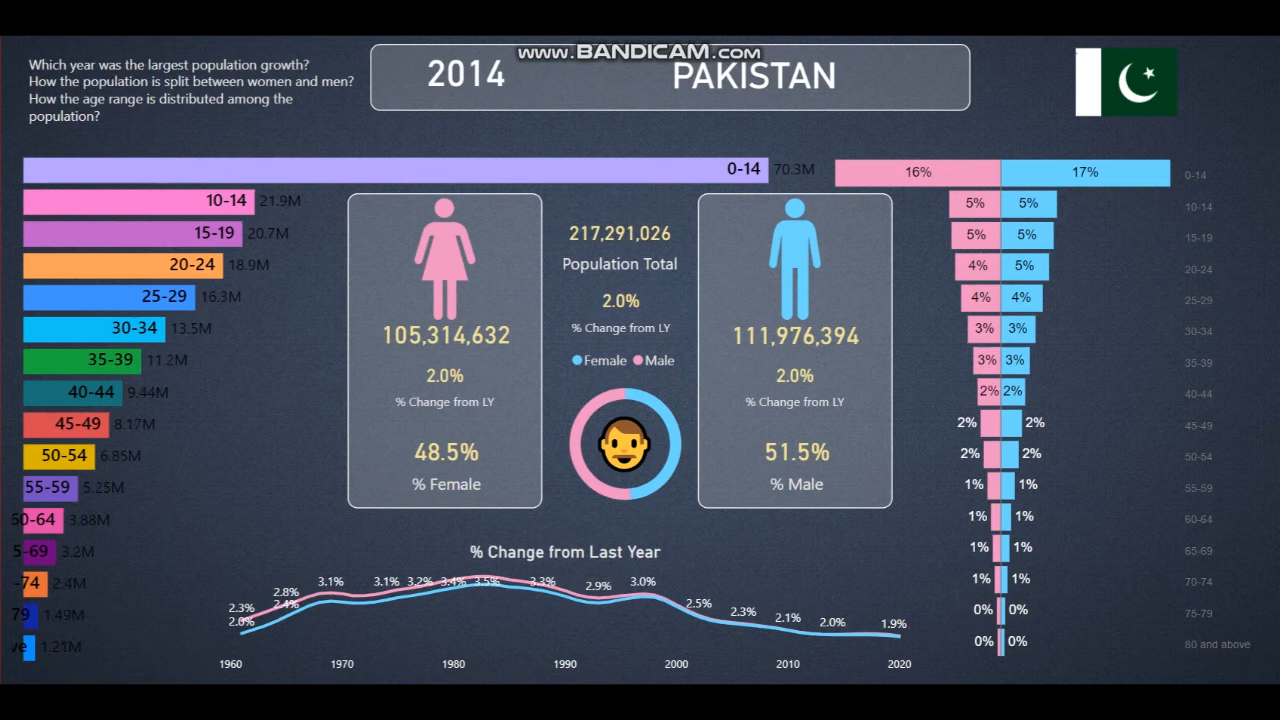 www.BANDICAM.com
Which year was the largest population growth?
How the population is split between women and men?
How the age range is distributed among the
population?
2014 PAKISTAN
0-14 70.3M
10-14 21.9M
15-19 20.7M
20-24 18.9M
25-29 16.3M
30-34 13.5M
35-39 11.2M
40-44 9.44M
45-49 8.17M
50-54 6.85M
55-59 5.25M
60-64 3.88M
5-69 3.2M
-74 2.4M
79 1.49M
ve 1.21M
105,314,632
2.0%
% Change from LY
48.5%
% Female
217,291,026
Population Total
2.0%
% Change from LY
Female Male
111,976,394
2.0%
% Change from LY
51.5%
% Male
16% 17% 0-14
5% 5% 10-14
5% 5% 15-19
4% 5% 20-24
4% 4% 25-29
3% 3% 30-34
3% 3% 35-39
2% 2% 40-44
2% 2% 45-49
2% 2% 50-54
1% 1% 55-59
1% 1% 60-64
1% 1% 65-69
1% 1% 70-74
0% 0% 75-79
0% 0% 80 and above
% Change from Last Year
2.3% 2.8% 3.1% 3.1% 3.2% 3.4% 3.5% 3.3% 2.9% 3.0% 2.5% 2.3% 2.1% 2.0% 1.9%
2.0% 2.4%
1960 1970 1980 1990 2000 2010 2020